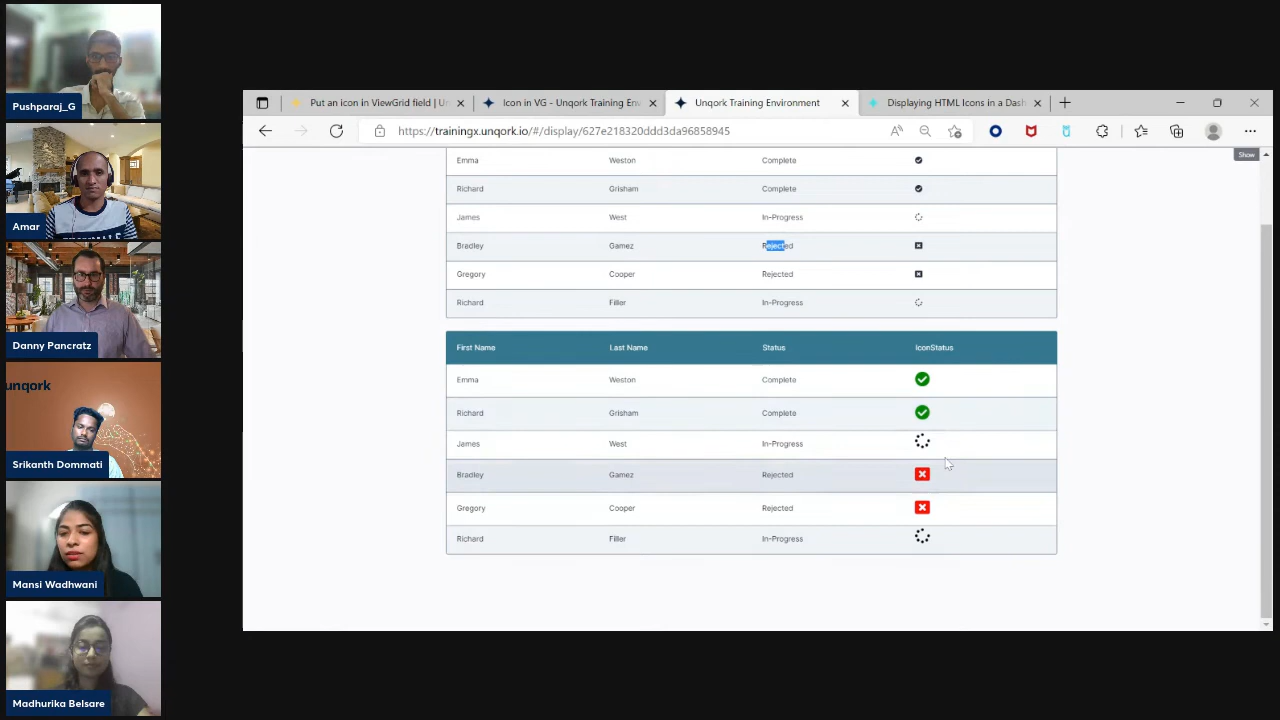 Pushparaj_G
Amar
Danny Pancratz
unqork
Srikanth Dommati
Mansi Wadhwani
Madhurika Belsare
Put an icon in ViewGrid field | U
Icon in VG - Unqork Training Env
Unqork Training Environment
Displaying HTML Icons in a Dash
https://trainingx.unqork.io/#/display/627e218320ddd3da96858945
Show
Emma Weston Complete
Richard Grisham Complete
James West In-Progress
Bradley Gamez Rejected
Gregory Cooper Rejected
Richard Filler In-Progress
First Name Last Name Status IconStatus
Emma Weston Complete
Richard Grisham Complete
James West In-Progress
Bradley Gamez Rejected
Gregory Cooper Rejected
Richard Filler In-Progress